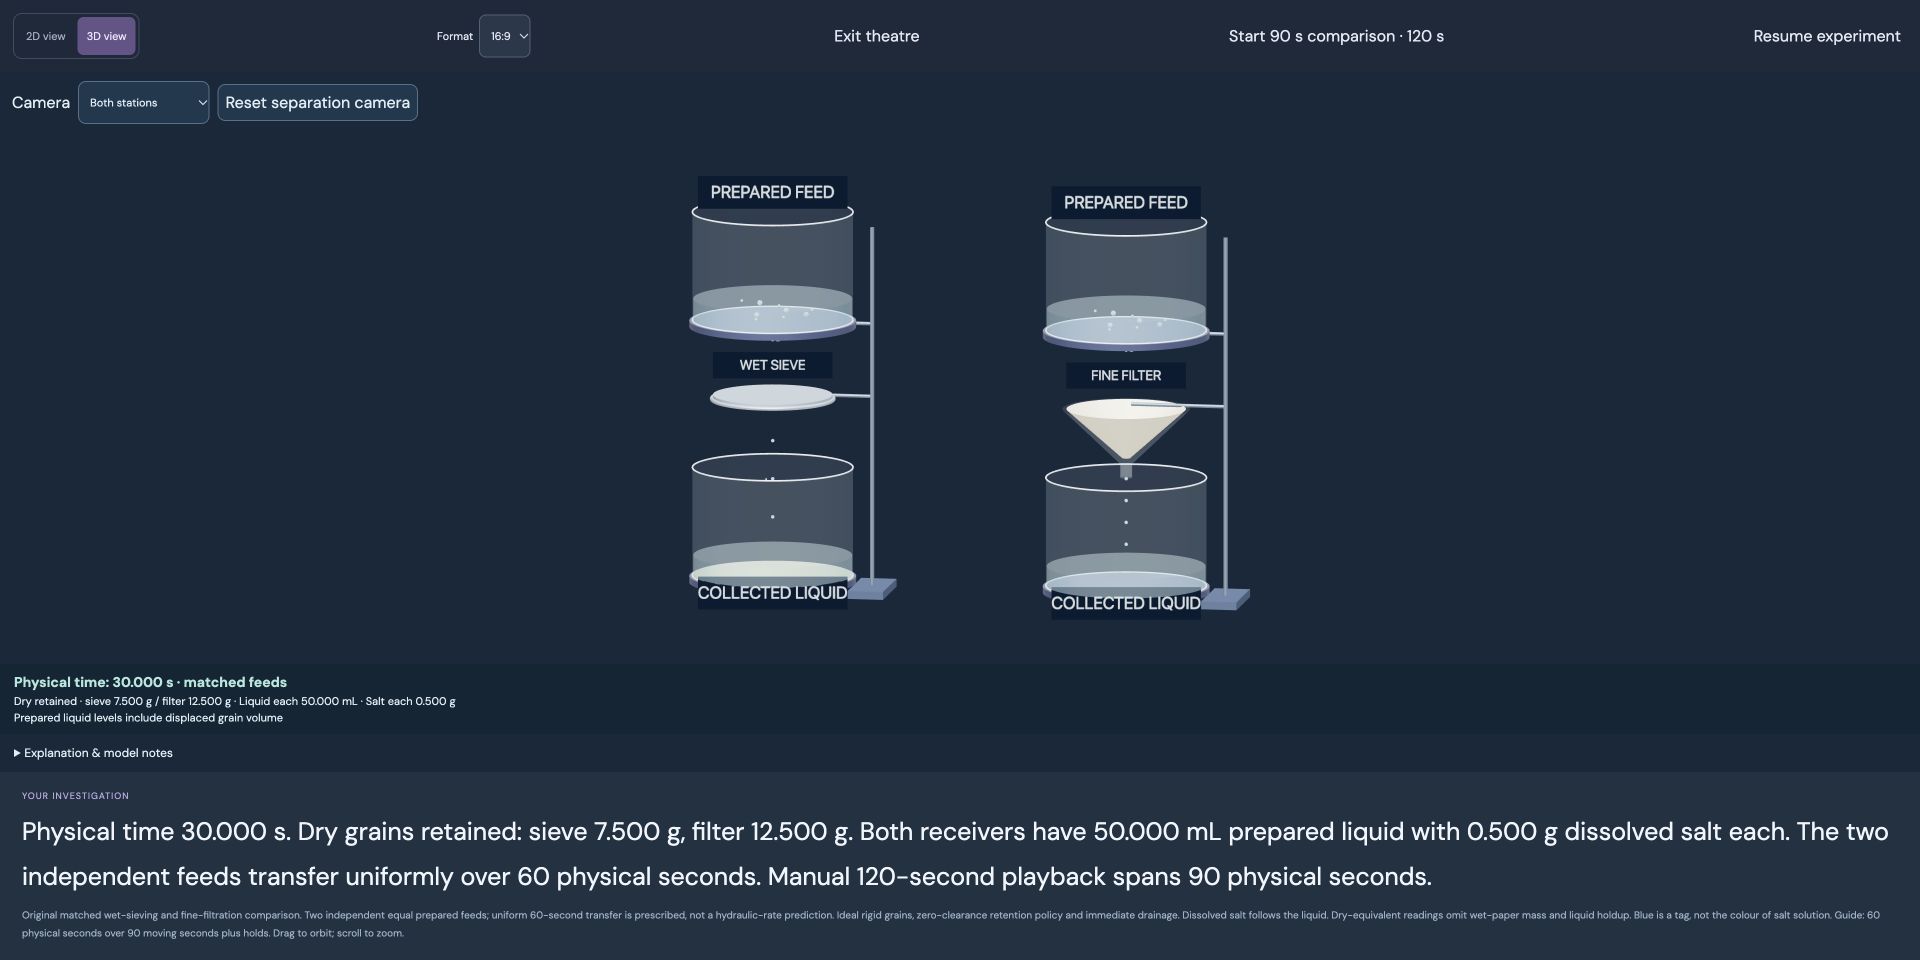 2D view
3D view
Format
16:9
Exit theatre
Start 90 s comparison · 120 s
Resume experiment
Camera
Both stations
Reset separation camera
PREPARED FEED
PREPARED FEED
WET SIEVE
FINE FILTER
COLLECTED LIQUID
COLLECTED LIQUID
Physical time: 30.000 s · matched feeds
Dry retained · sieve 7.500 g / filter 12.500 g · Liquid each 50.000 mL · Salt each 0.500 g
Prepared liquid levels include displaced grain volume
Explanation & model notes
YOUR INVESTIGATION
Physical time 30.000 s. Dry grains retained: sieve 7.500 g, filter 12.500 g. Both receivers have 50.000 mL prepared liquid with 0.500 g dissolved salt each. The two
independent feeds transfer uniformly over 60 physical seconds. Manual 120-second playback spans 90 physical seconds.
Original matched wet-sieving and fine-filtration comparison. Two independent equal prepared feeds; uniform 60-second transfer is prescribed, not a hydraulic-rate prediction. Ideal rigid grains, zero-clearance retention policy and immediate drainage. Dissolved salt follows the liquid. Dry-equivalent readings omit wet-paper mass and liquid holdup. Blue is a tag, not the colour of salt solution. Guide: 60
physical seconds over 90 moving seconds plus holds. Drag to orbit; scroll to zoom.